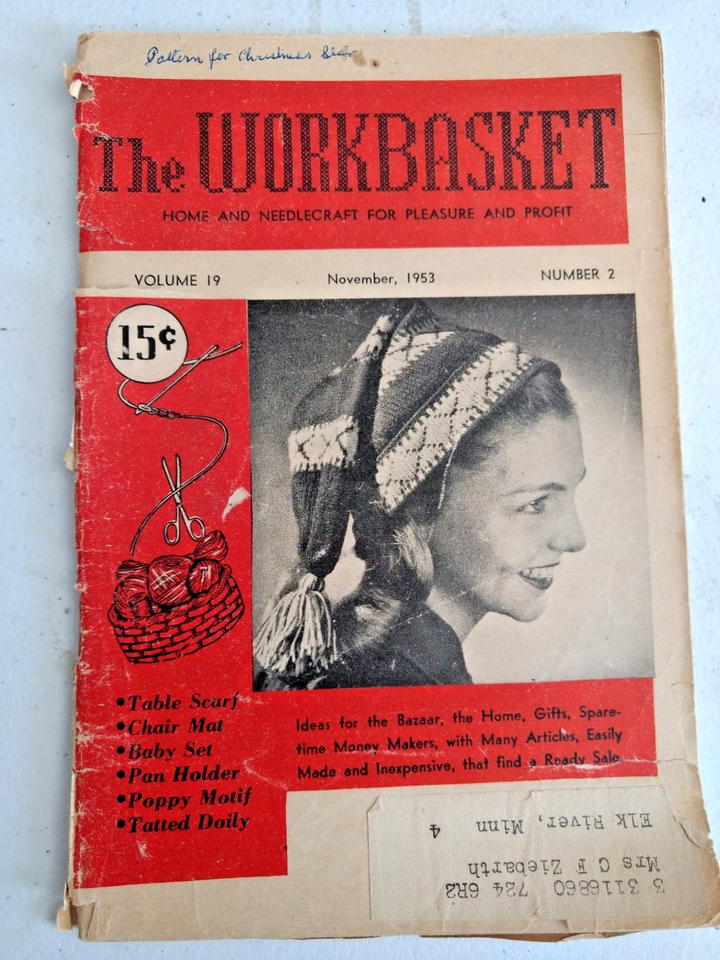 Pattern for Christmas Star
The WORKBASKET
HOME AND NEEDLECRAFT FOR PLEASURE AND PROFIT
VOLUME 19 November, 1953 NUMBER 2
15¢
•Table Scarf
•Chair Mat
•Baby Set
•Pan Holder
•Poppy Motif
•Tatted Doily
Ideas for the Bazaar, the Home, Gifts, Spare-
time Money Makers, with Many Articles, Easily
Made and Inexpensive, that find a Ready Sale
3 3116860 724 6R2
Mrs C F Ziebarth
Elk River, Minn 4